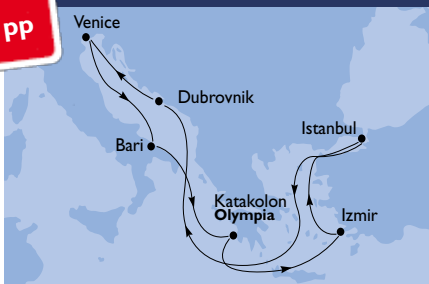 pp
Venice
Dubrovnik
Istanbul
Bari
Katakolon
Olympia
Izmir